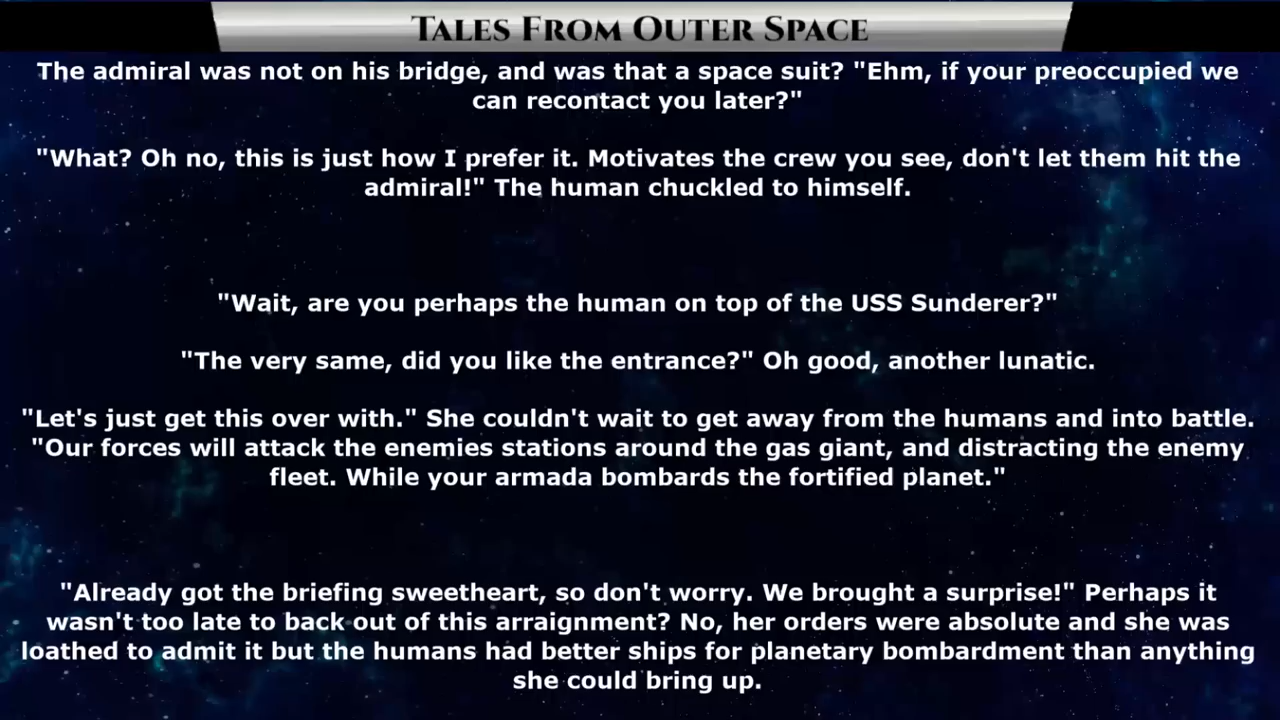 Tales From Outer Space
The admiral was not on his bridge, and was that a space suit? "Ehm, if your preoccupied we
can recontact you later?"
"What? Oh no, this is just how I prefer it. Motivates the crew you see, don't let them hit the
admiral!" The human chuckled to himself.
"Wait, are you perhaps the human on top of the USS Sunderer?"
"The very same, did you like the entrance?" Oh good, another lunatic.
"Let's just get this over with." She couldn't wait to get away from the humans and into battle.
"Our forces will attack the enemies stations around the gas giant, and distracting the enemy
fleet. While your armada bombards the fortified planet."
"Already got the briefing sweetheart, so don't worry. We brought a surprise!" Perhaps it
wasn't too late to back out of this arraignment? No, her orders were absolute and she was
loathed to admit it but the humans had better ships for planetary bombardment than anything
she could bring up.